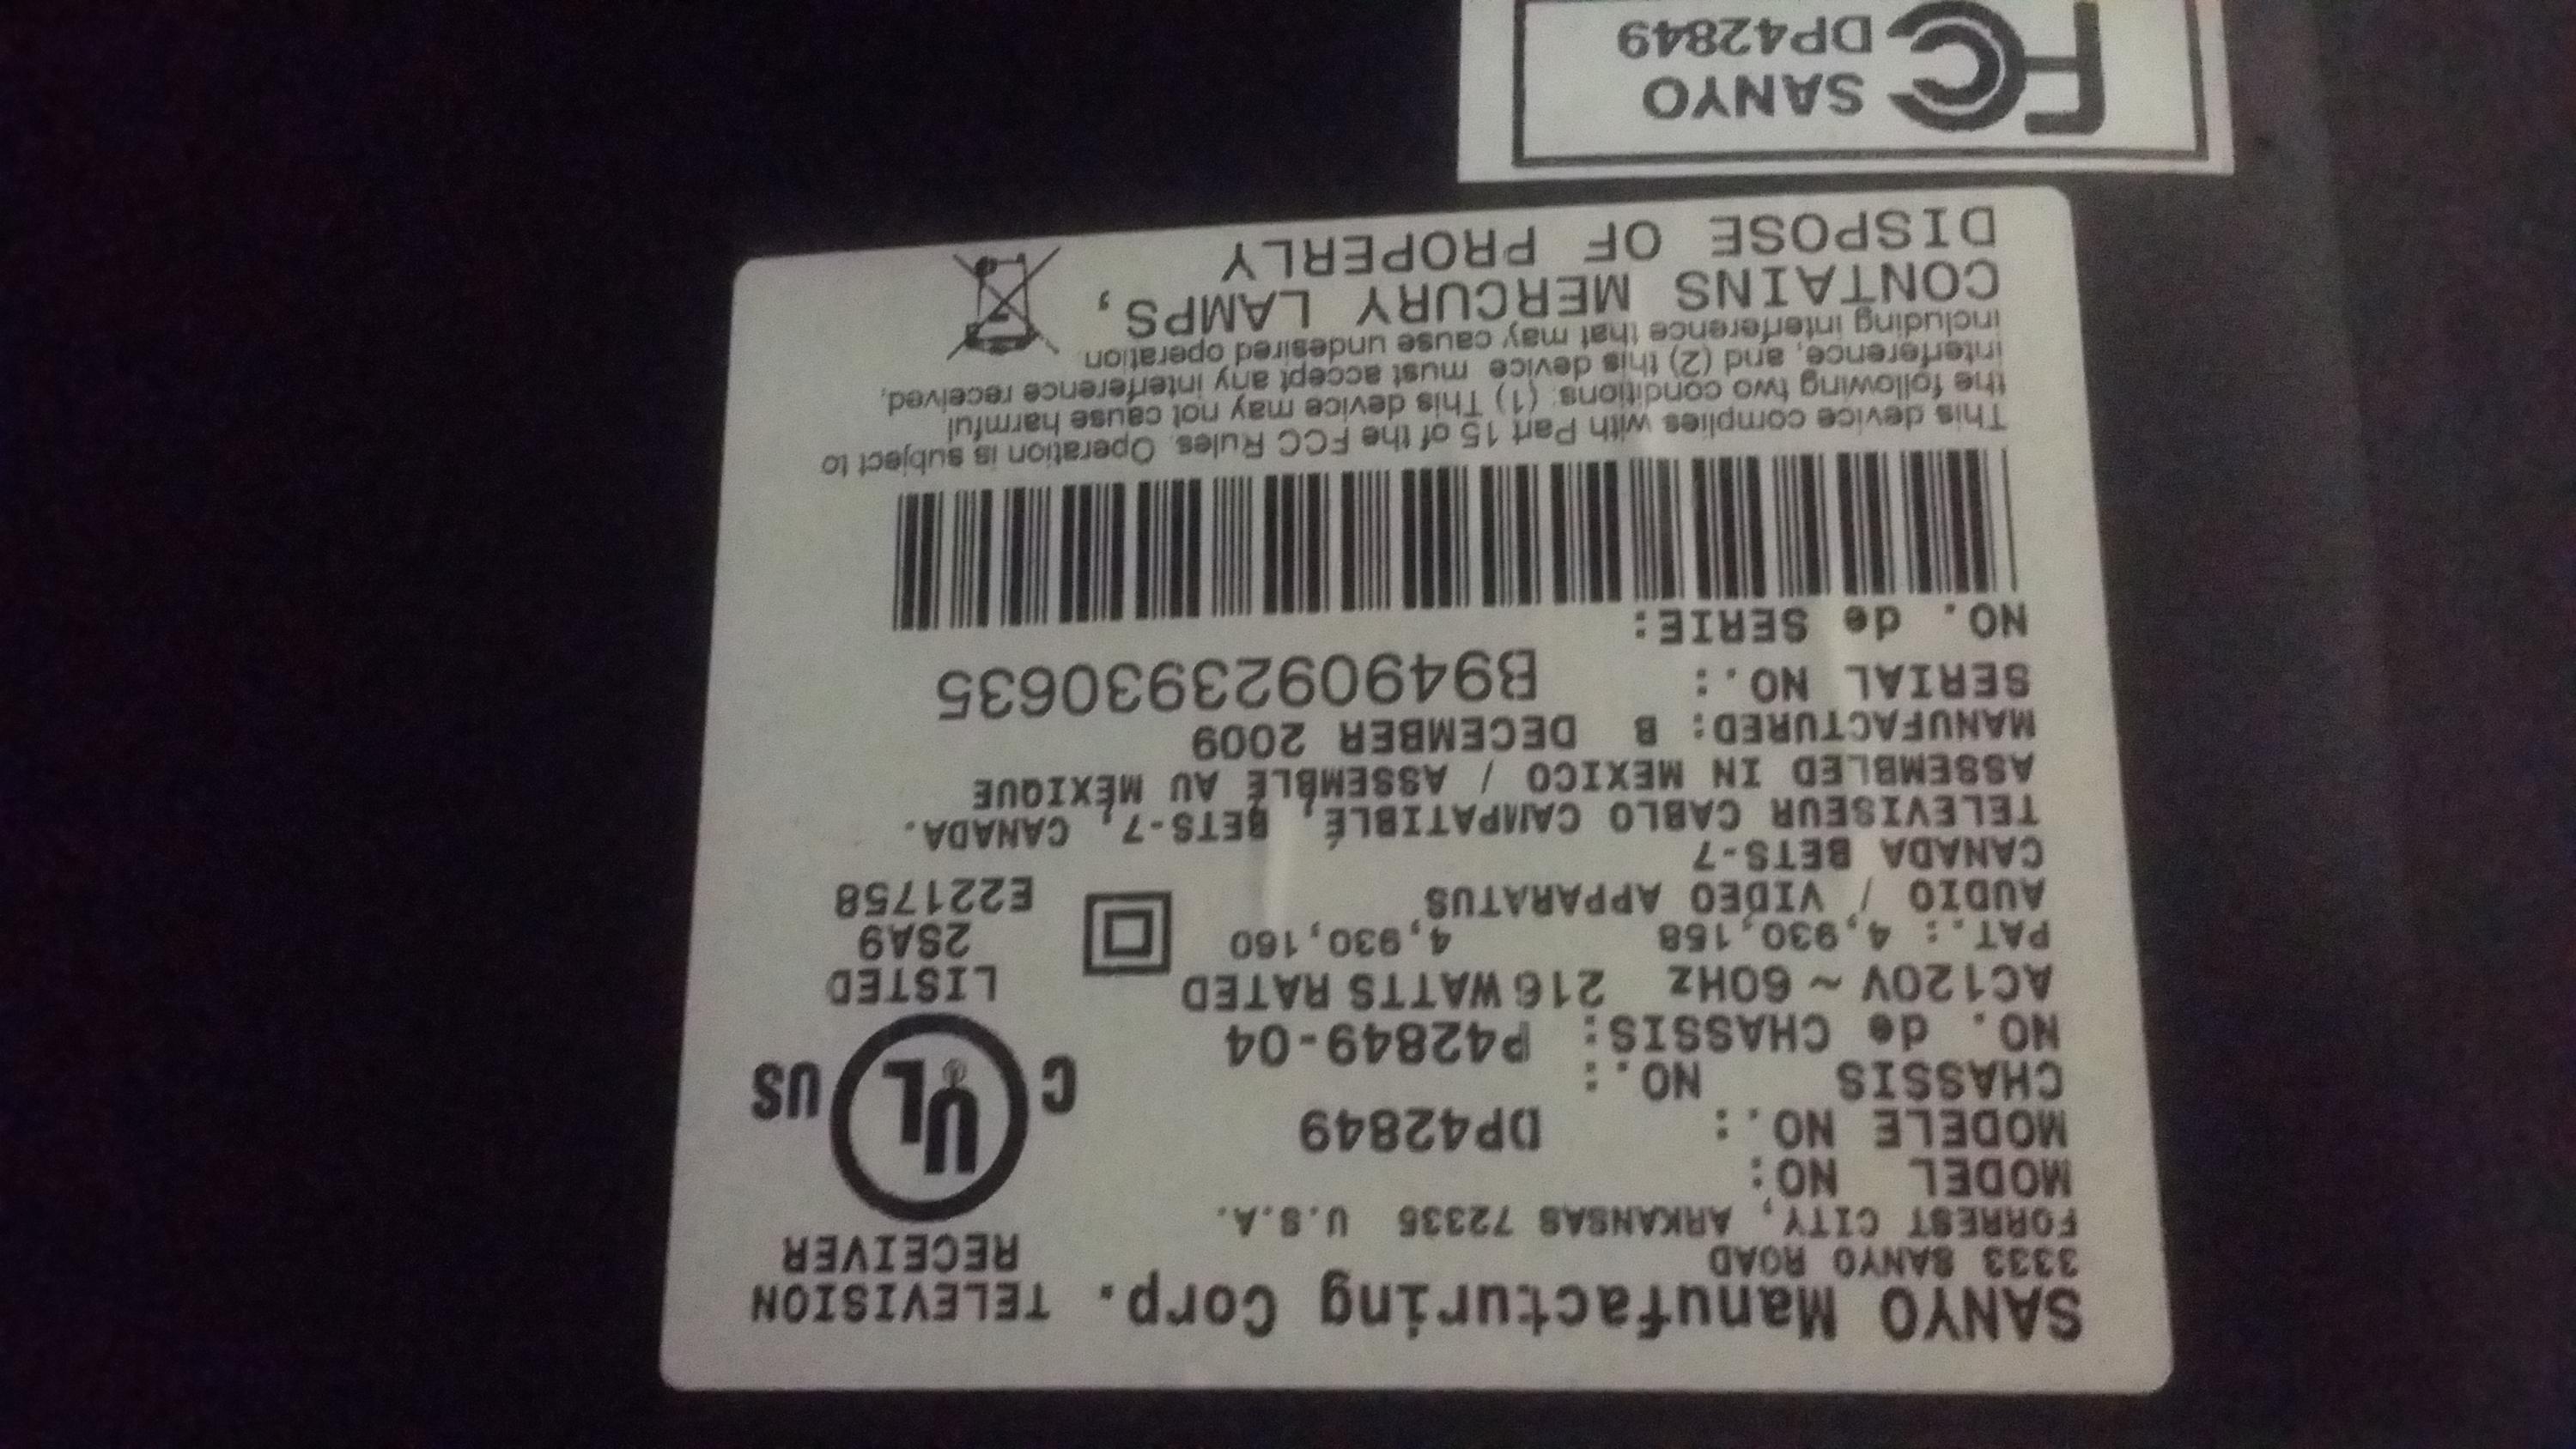 SANYO Manufacturing Corp.
3333 SANYO ROAD
FORREST CITY, ARKANSAS 72335 U.S.A.
TELEVISION
RECEIVER
MODEL NO:
MODELE NO.: DP42849
CHASSIS NO.:
NO. de CHASSIS: P42849-04
C UL US
®
LISTED
2SA9
E221758
AC120V ~ 60Hz 216 WATTS RATED
PAT.: 4,930,158 4,930,160
AUDIO / VIDEO APPARATUS
CANADA BETS-7
TELEVISEUR CABLO CAMPATIBLÉ, BETS-7, CANADA.
ASSEMBLED IN MEXICO / ASSEMBLÉ AU MÉXIQUE
MANUFACTURED: B DECEMBER 2009
SERIAL NO.: B9490923930635
NO. de SERIE:
This device complies with Part 15 of the FCC Rules. Operation is subject to
the following two conditions: (1) This device may not cause harmful
interference, and (2) this device must accept any interference received,
including interference that may cause undesired operation
CONTAINS MERCURY LAMPS,
DISPOSE OF PROPERLY
FC SANYO
DP42849